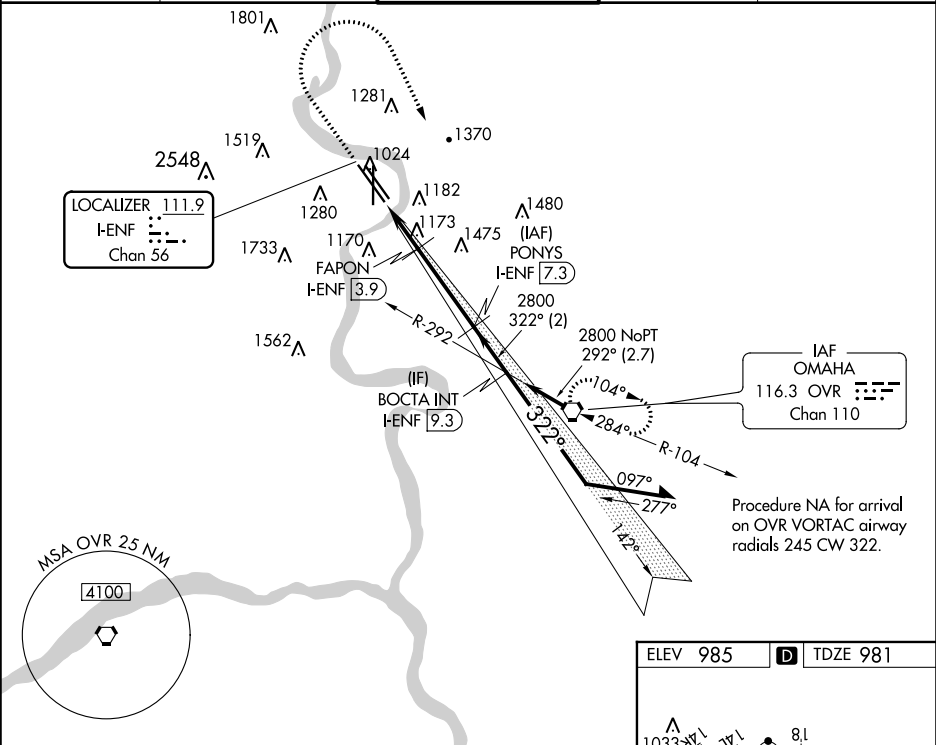 1801
1281
1370
1519
1024
2548
LOCALIZER 111.9
I-ENF
Chan 56
1280
1182
1480
1173
1475
1733
1170
(IAF)
PONYS
I-ENF 7.3
FAPON
I-ENF 3.9
2800
322° (2)
R-292
2800 NoPT
292° (2.7)
1562
IAF
OMAHA
116.3 OVR
Chan 110
(IF)
BOCTA INT
I-ENF 9.3
104°
284°
R-104
322°
097°
277°
142°
Procedure NA for arrival
on OVR VORTAC airway
radials 245 CW 322.
MSA OVR 25 NM
4100
ELEV 985 D TDZE 981
1033
14R
14L
18